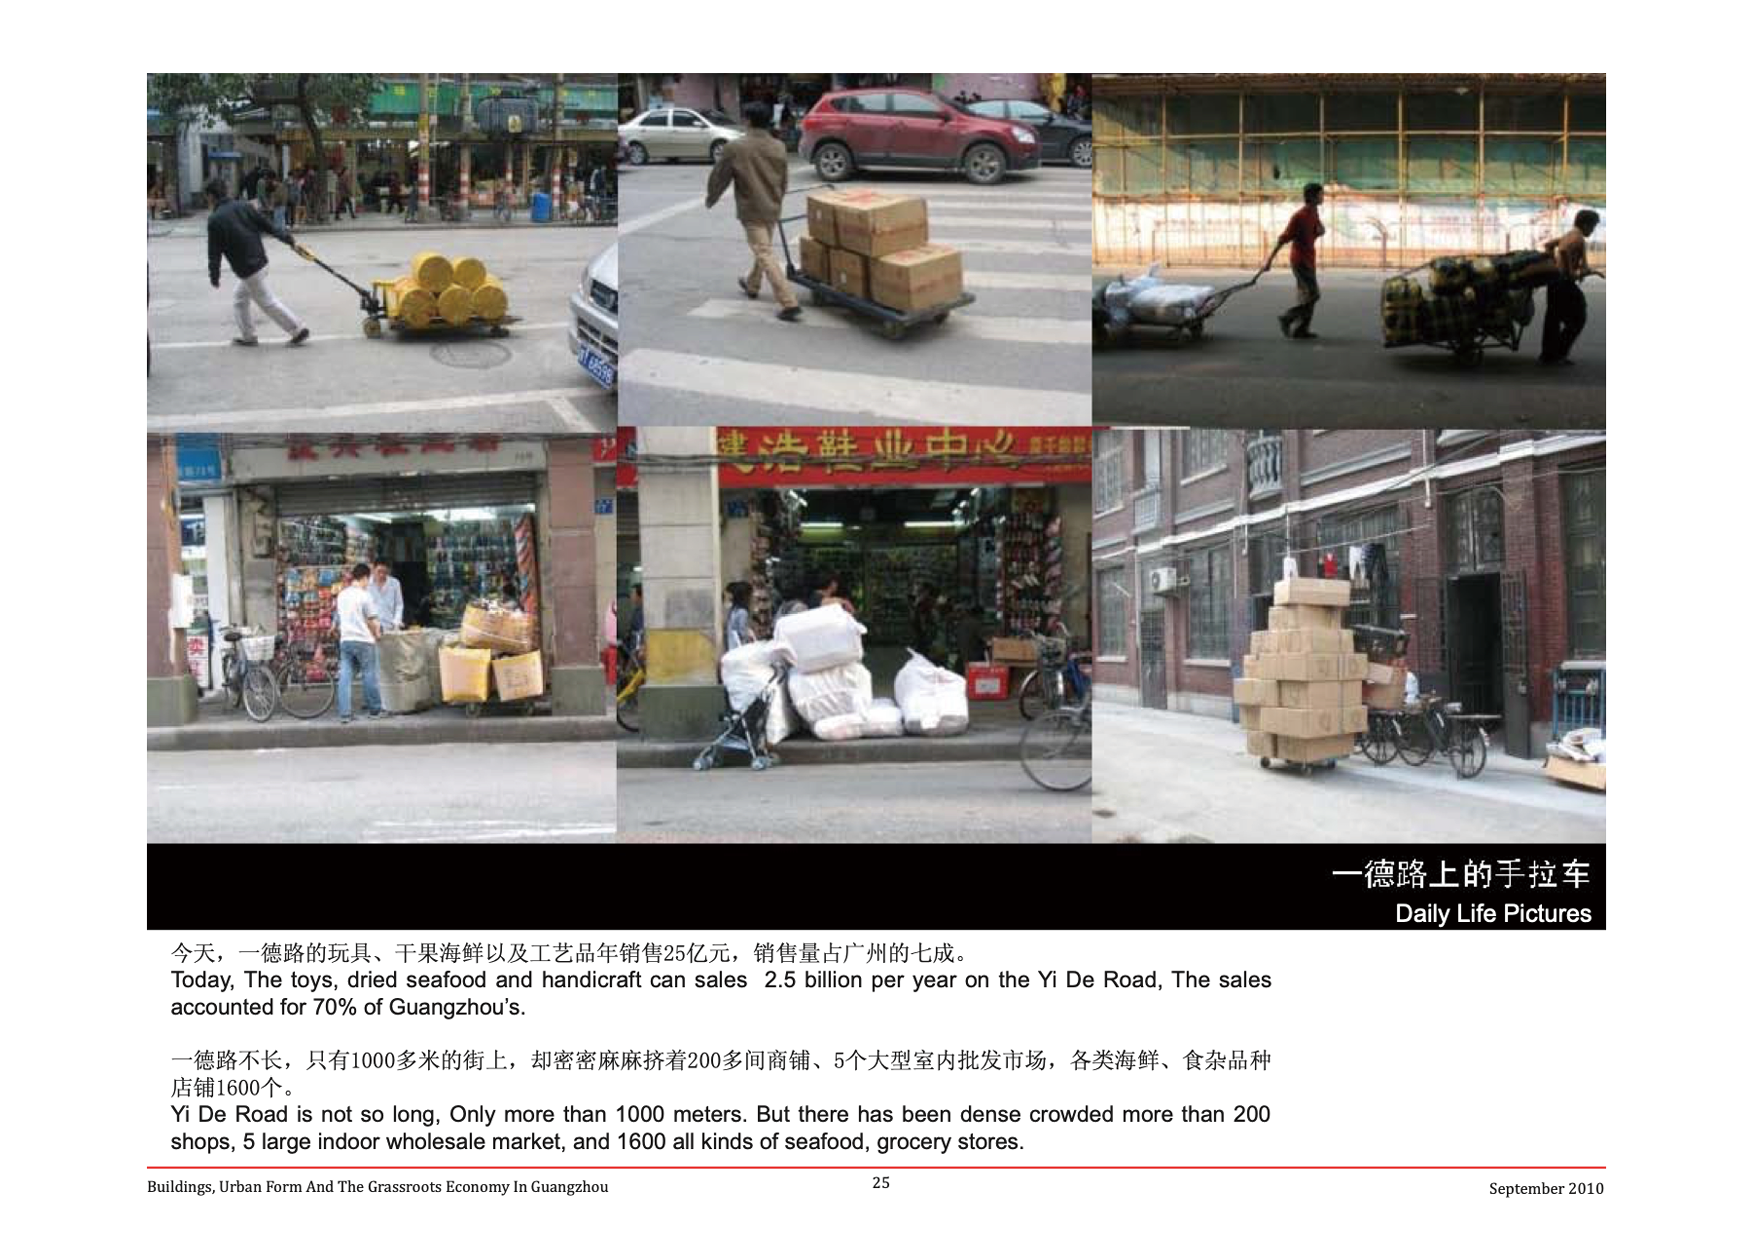 建浩鞋业中心
一德路上的手拉车
Daily Life Pictures
今天，一德路的玩具、干果海鲜以及工艺品年销售25亿元，销售量占广州的七成。
Today, The toys, dried seafood and handicraft can sales 2.5 billion per year on the Yi De Road, The sales
accounted for 70% of Guangzhou's.
一德路不长，只有1000多米的街上，却密密麻麻挤着200多间商铺、5个大型室内批发市场，各类海鲜、食杂品种
店铺1600个。
Yi De Road is not so long, Only more than 1000 meters. But there has been dense crowded more than 200
shops, 5 large indoor wholesale market, and 1600 all kinds of seafood, grocery stores.
Buildings, Urban Form And The Grassroots Economy In Guangzhou
25
September 2010